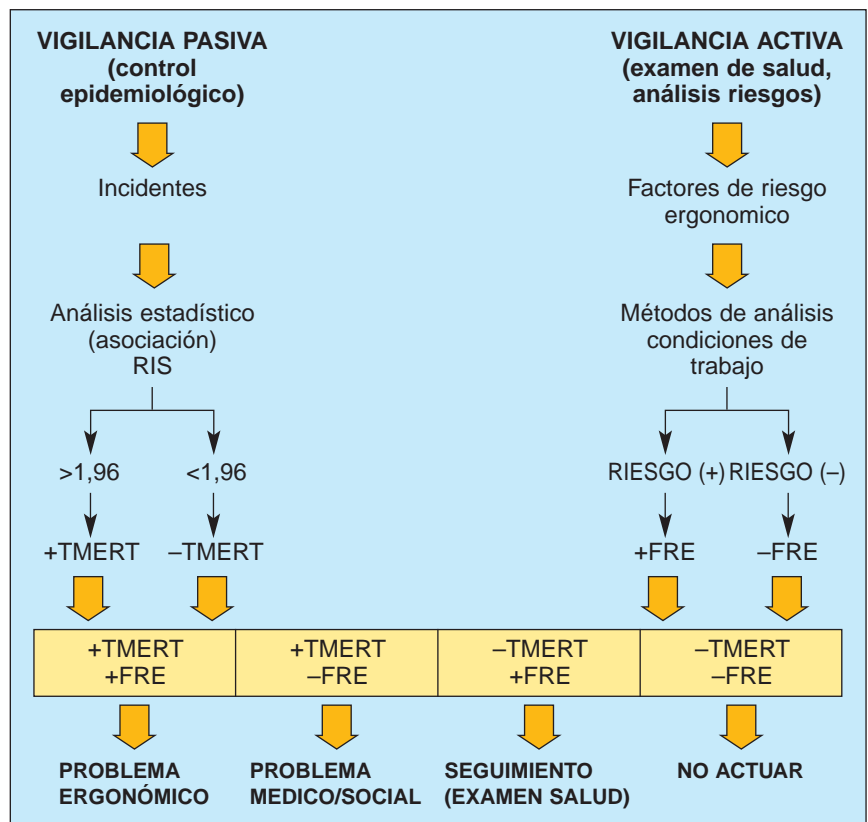 VIGILANCIA PASIVA
(control
epidemiológico)
VIGILANCIA ACTIVA
(examen de salud,
análisis riesgos)
Incidentes
Factores de riesgo
ergonomico
Análisis estadístico
(asociación)
RIS
Métodos de análisis
condiciones de
trabajo
>1,96
<1,96
RIESGO (+)
RIESGO (–)
+TMERT
–TMERT
+FRE
–FRE
+TMERT
+FRE
+TMERT
–FRE
–TMERT
+FRE
–TMERT
–FRE
PROBLEMA
ERGONÓMICO
PROBLEMA
MEDICO/SOCIAL
SEGUIMIENTO
(EXAMEN SALUD)
NO ACTUAR